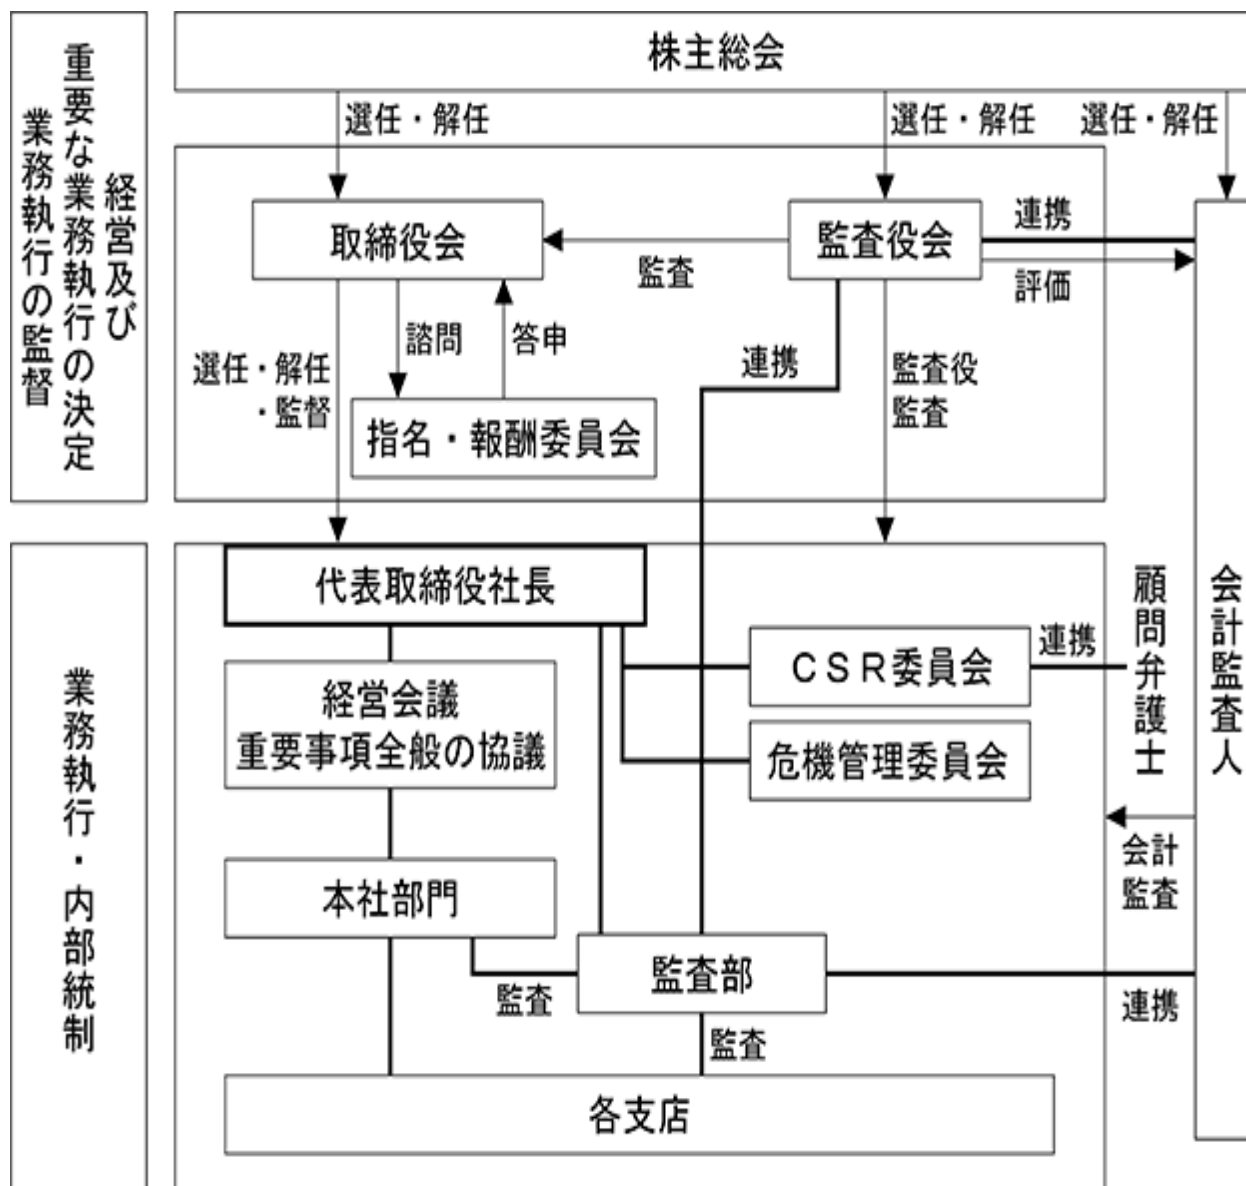 株主総会
経営及び
重要な業務執行の決定
業務執行の監督
選任・解任
選任・解任
選任・解任
取締役会
監査役会
監査
連携
評価
諮問
答申
選任・解任
・監督
連携
監査役
監査
指名・報酬委員会
業務執行・内部統制
代表取締役社長
経営会議
重要事項全般の協議
CSR委員会
連携
危機管理委員会
顧問弁護士
会計監査人
会計
監査
本社部門
監査部
監査
監査
連携
各支店